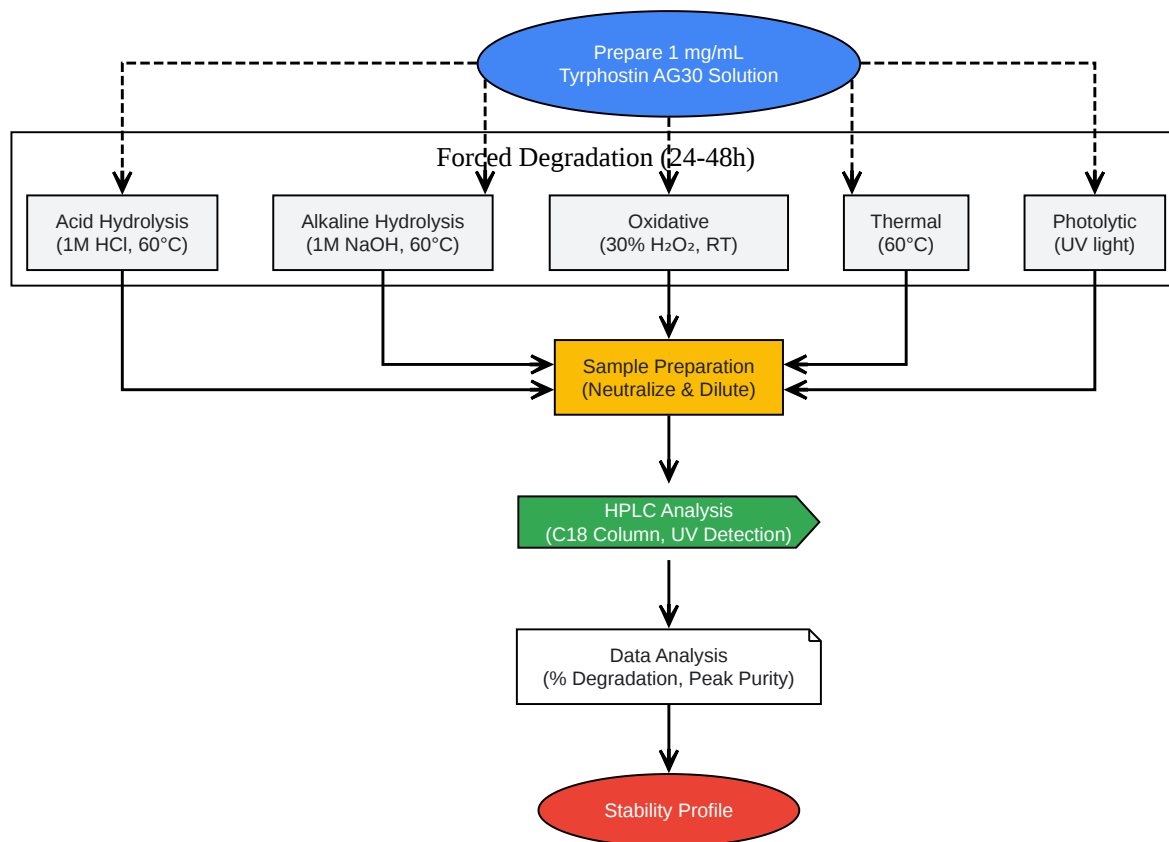 Prepare 1 mg/mL
Tyrphostin AG30 Solution
Forced Degradation (24-48h)
Acid Hydrolysis
(1M HCl, 60°C)
Alkaline Hydrolysis
(1M NaOH, 60°C)
Oxidative
(30% H₂O₂, RT)
Thermal
(60°C)
Photolytic
(UV light)
Sample Preparation
(Neutralize & Dilute)
HPLC Analysis
(C18 Column, UV Detection)
Data Analysis
(% Degradation, Peak Purity)
Stability Profile